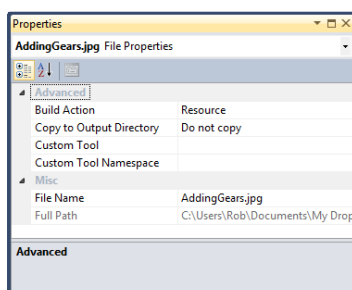 Properties
AddingGears.jpg File Properties
Advanced
Build Action Resource
Copy to Output Directory Do not copy
Custom Tool
Custom Tool Namespace
Misc
File Name AddingGears.jpg
Full Path C:\Users\Rob\Documents\My Drop
Advanced